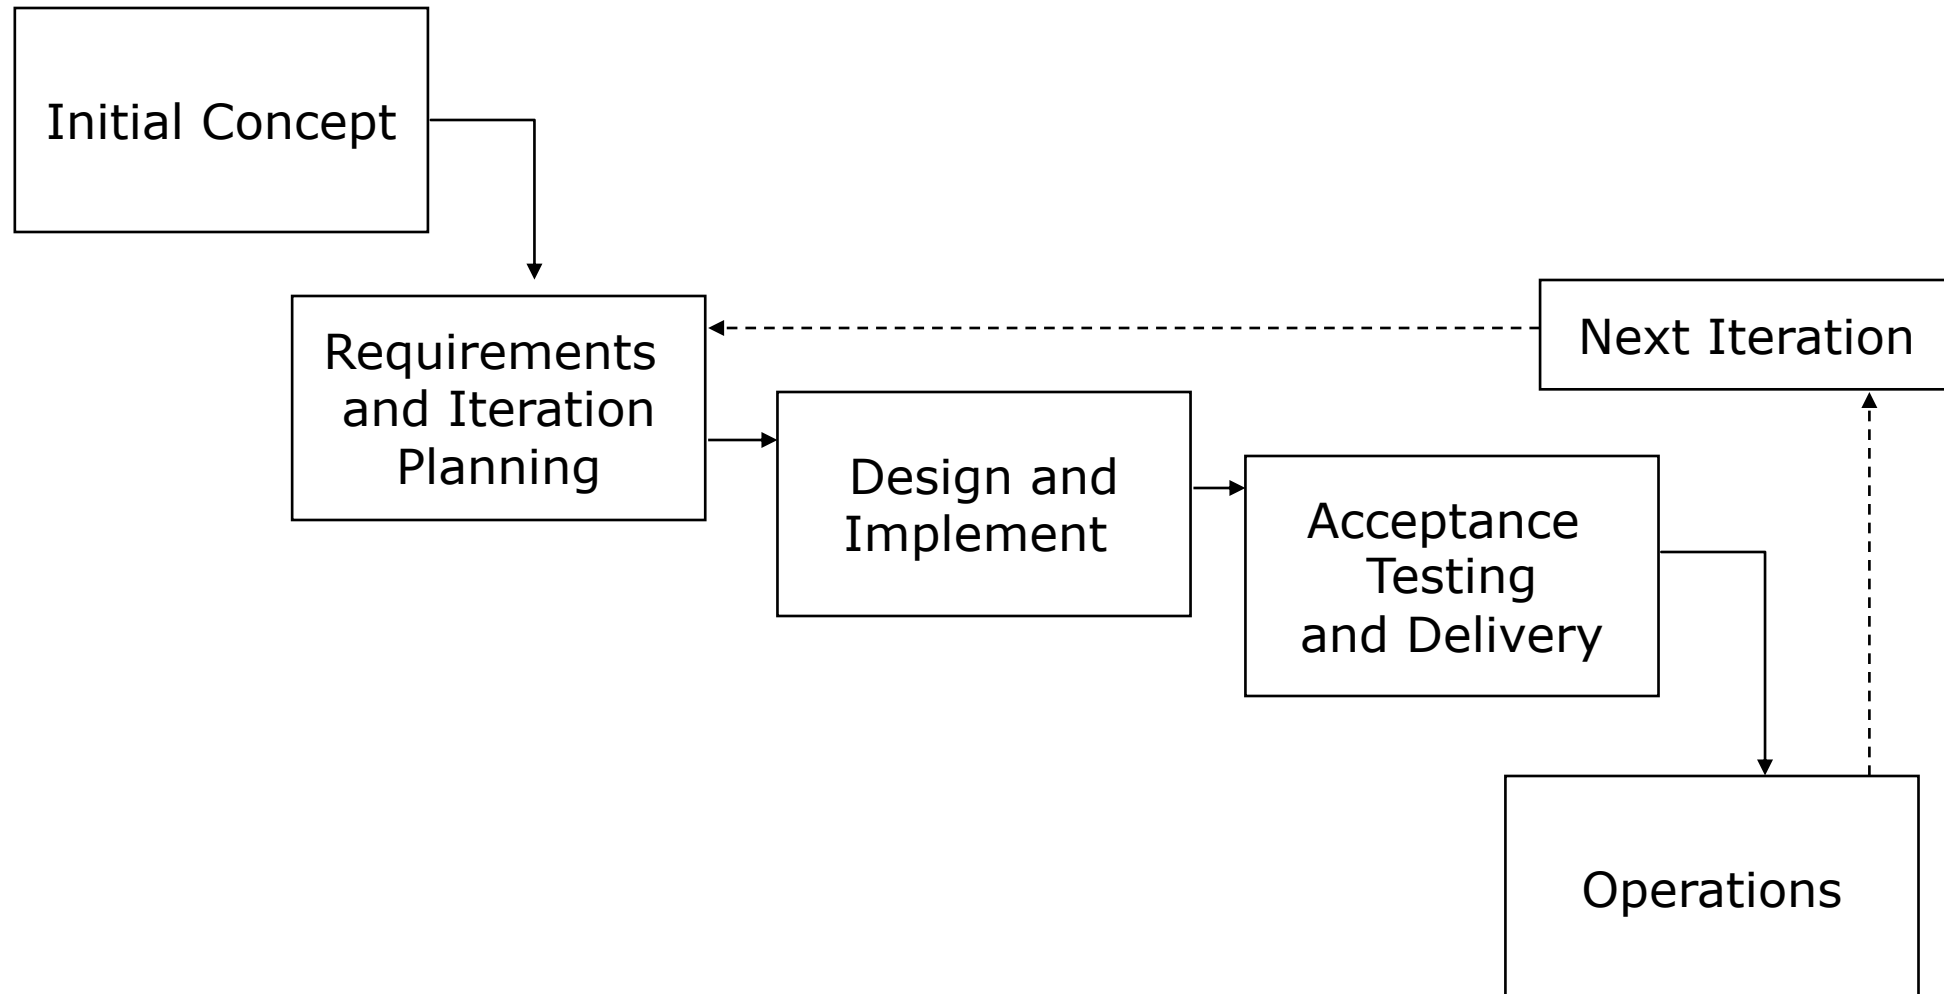 Initial Concept
Requirements
and Iteration
Planning
Next Iteration
Design and
Implement
Acceptance
Testing
and Delivery
Operations